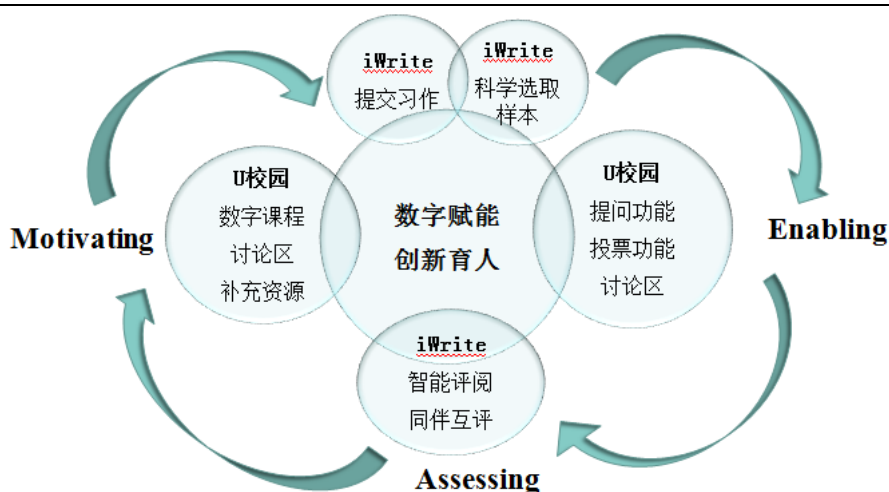 iWrite
提交习作
iWrite
科学选取
样本
U校园
数字课程
讨论区
补充资源
数字赋能
创新育人
U校园
提问功能
投票功能
讨论区
Motivating
Enabling
iWrite
智能评阅
同伴互评
Assessing